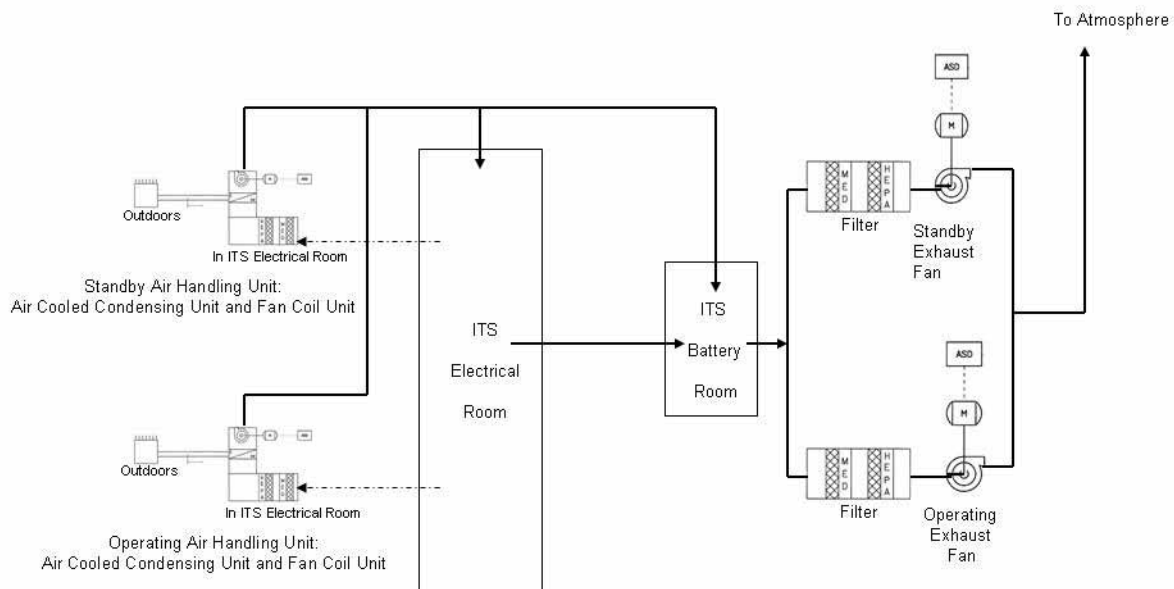 To Atmosphere
ASD
M
MED
HEPA
Filter
Standby
Exhaust
Fan
Outdoors
In ITS Electrical Room
Standby Air Handling Unit:
Air Cooled Condensing Unit and Fan Coil Unit
ITS
Electrical
Room
ITS
Battery
Room
ASD
M
MED
HEPA
Filter
Operating
Exhaust
Fan
Outdoors
In ITS Electrical Room
Operating Air Handling Unit:
Air Cooled Condensing Unit and Fan Coil Unit